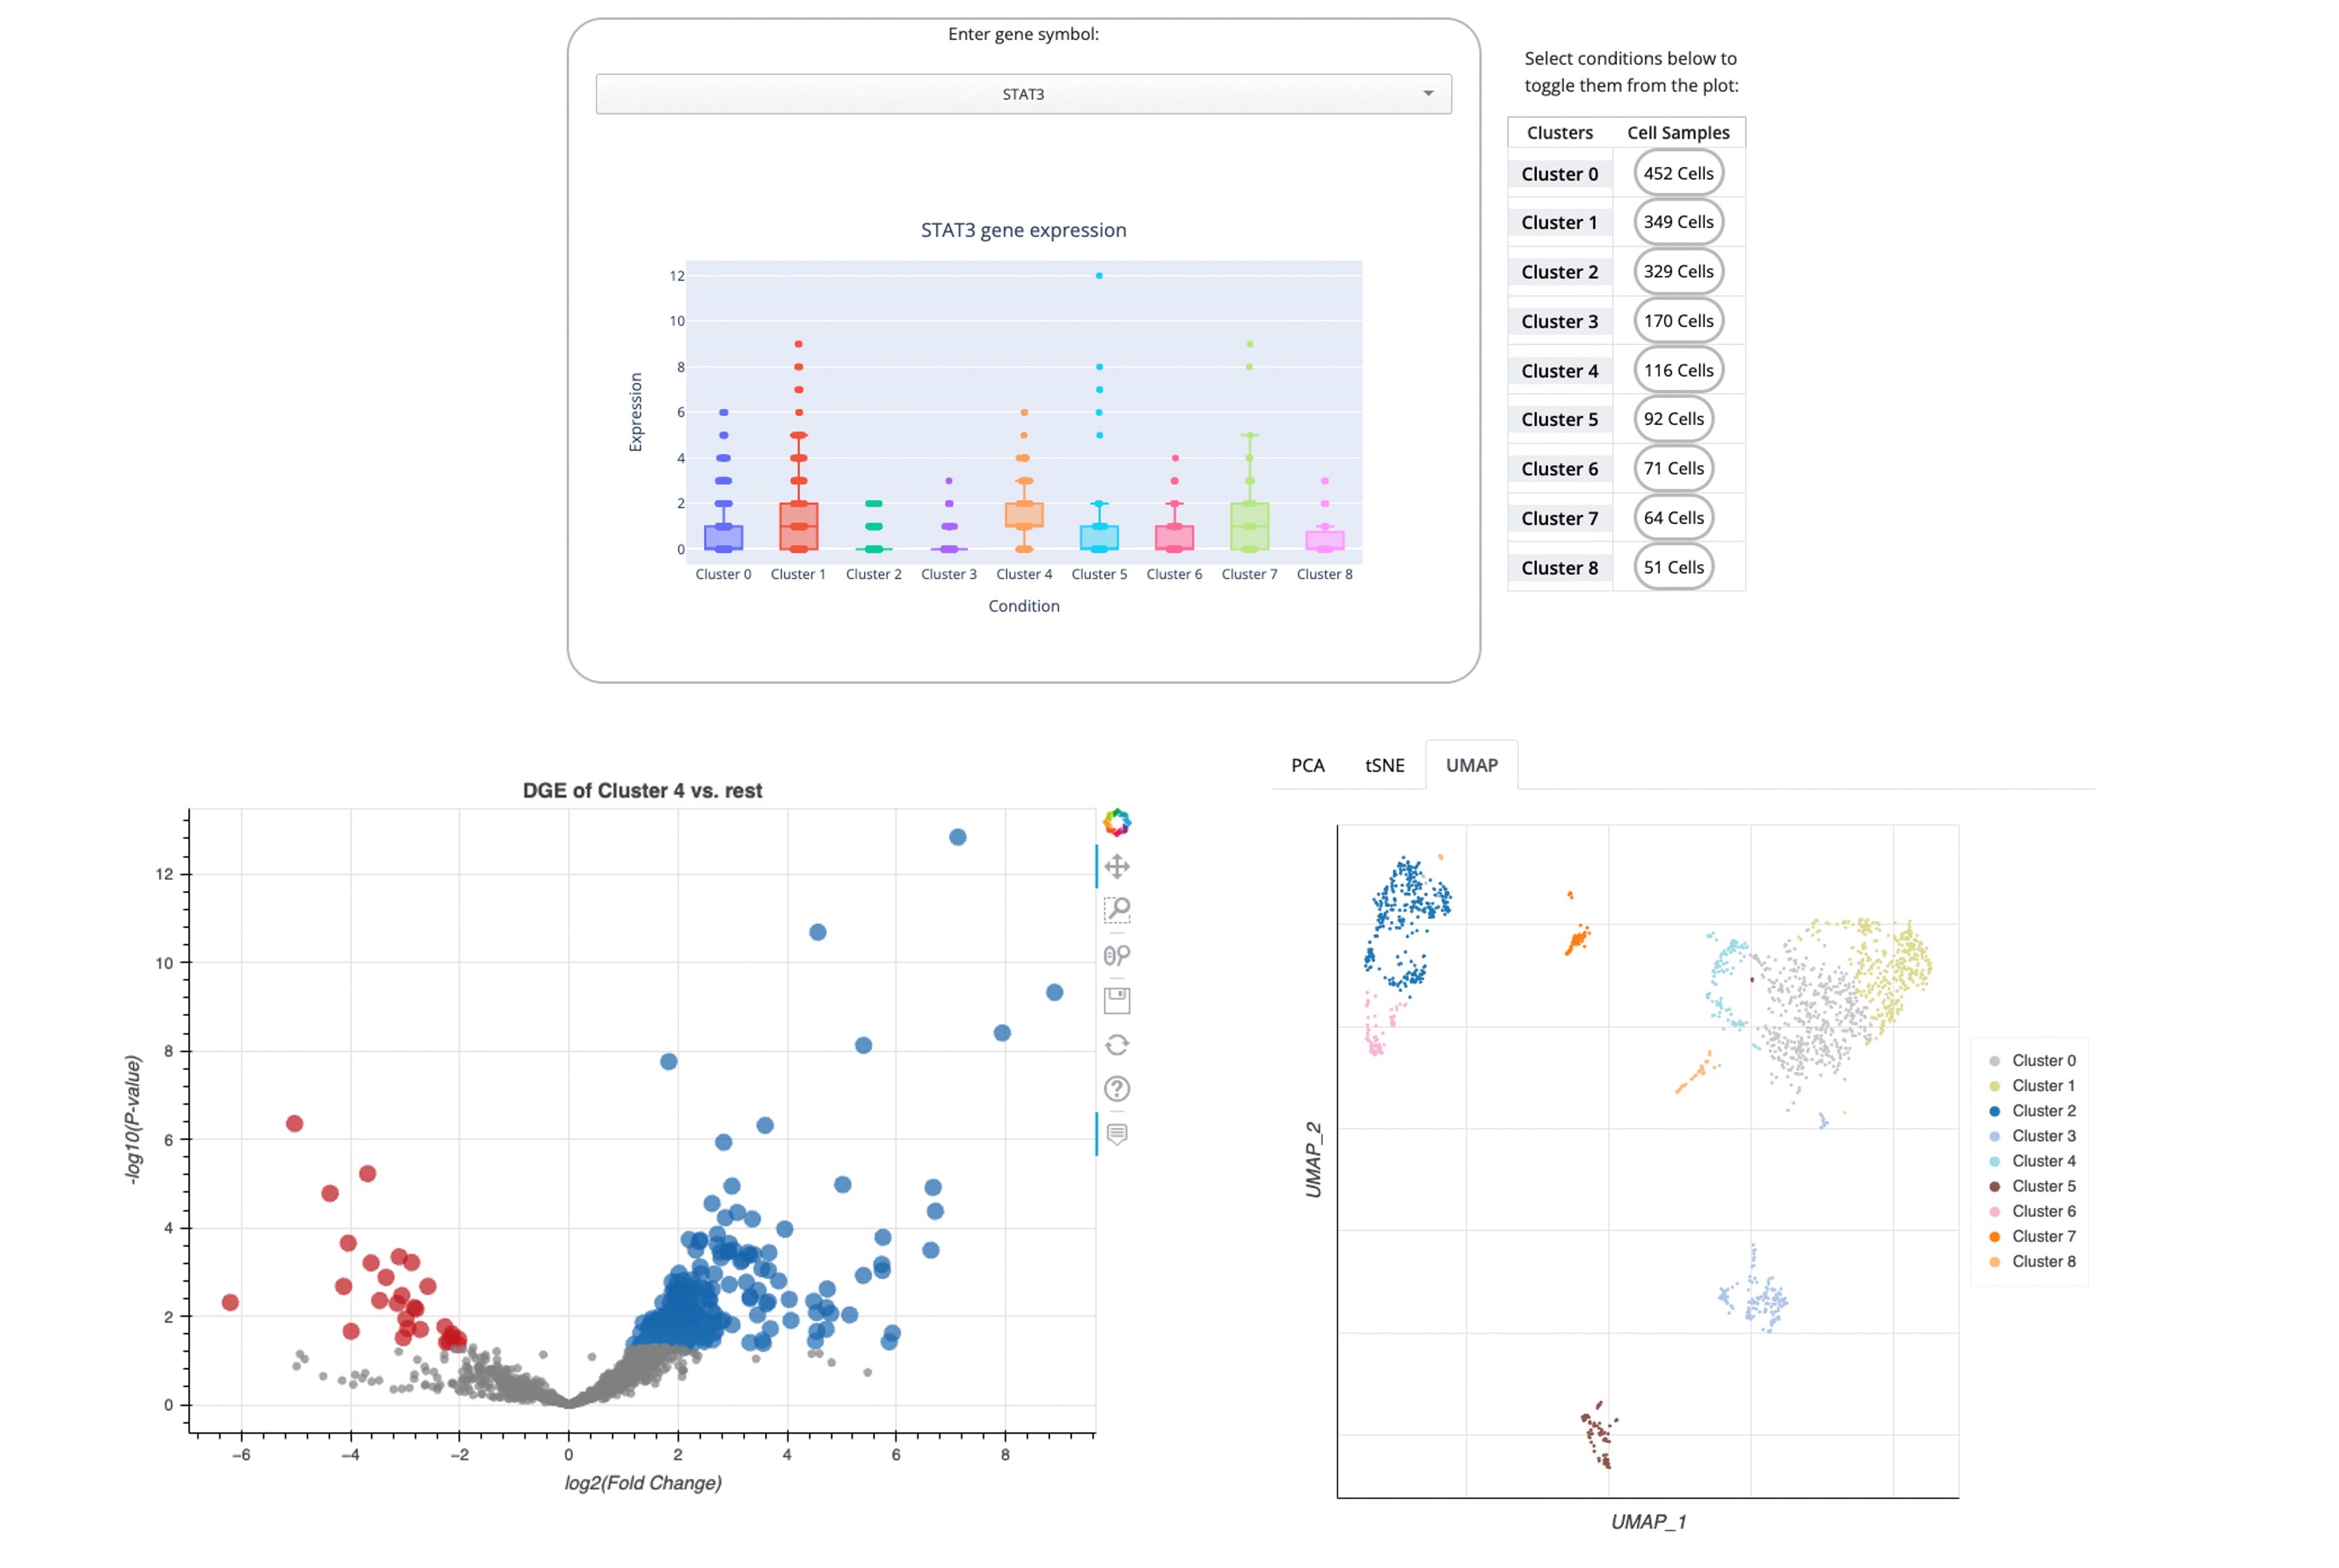 Enter gene symbol:
STAT3
Select conditions below to
toggle them from the plot:
Clusters Cell Samples
Cluster 0 452 Cells
Cluster 1 349 Cells
Cluster 2 329 Cells
Cluster 3 170 Cells
Cluster 4 116 Cells
Cluster 5 92 Cells
Cluster 6 71 Cells
Cluster 7 64 Cells
Cluster 8 51 Cells
STAT3 gene expression
12
10
8
6
4
2
0
Expression
Cluster 0 Cluster 1 Cluster 2 Cluster 3 Cluster 4 Cluster 5 Cluster 6 Cluster 7 Cluster 8
Condition
DGE of Cluster 4 vs. rest
12
10
8
6
4
2
0
-log10(P-value)
−6 −4 −2 0 2 4 6 8
log2(Fold Change)
PCA tSNE UMAP
UMAP_2
UMAP_1
Cluster 0
Cluster 1
Cluster 2
Cluster 3
Cluster 4
Cluster 5
Cluster 6
Cluster 7
Cluster 8